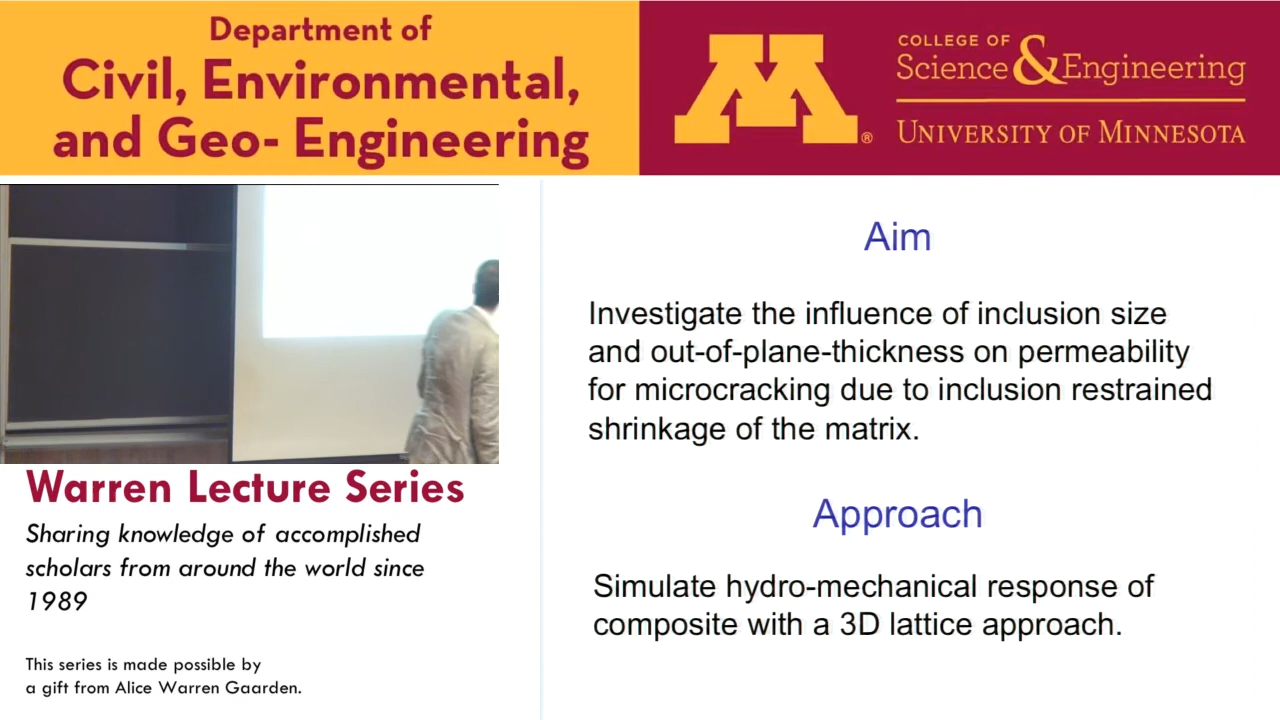 Department of
Civil, Environmental,
and Geo- Engineering
M®
COLLEGE OF
Science & Engineering
UNIVERSITY OF MINNESOTA
Warren Lecture Series
Sharing knowledge of accomplished
scholars from around the world since
1989
This series is made possible by
a gift from Alice Warren Gaarden.
Aim
Investigate the influence of inclusion size
and out-of-plane-thickness on permeability
for microcracking due to inclusion restrained
shrinkage of the matrix.
Approach
Simulate hydro-mechanical response of
composite with a 3D lattice approach.